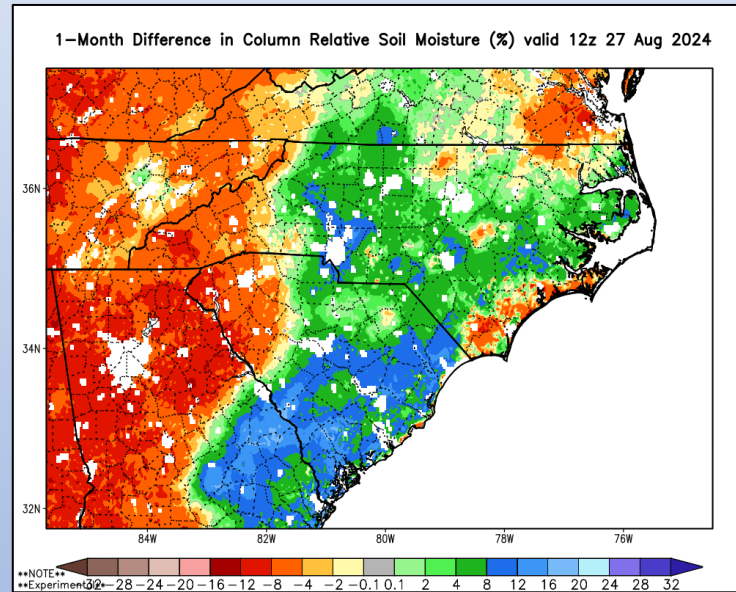 1-Month Difference in Column Relative Soil Moisture (%) valid 12z 27 Aug 2024
36N
34N
32N
84W 82W 80W 78W 76W
**NOTE**
**Experimental** -32 -28 -24 -20 -16 -12 -8 -4 -2 -0.1 0.1 2 4 8 12 16 20 24 28 32